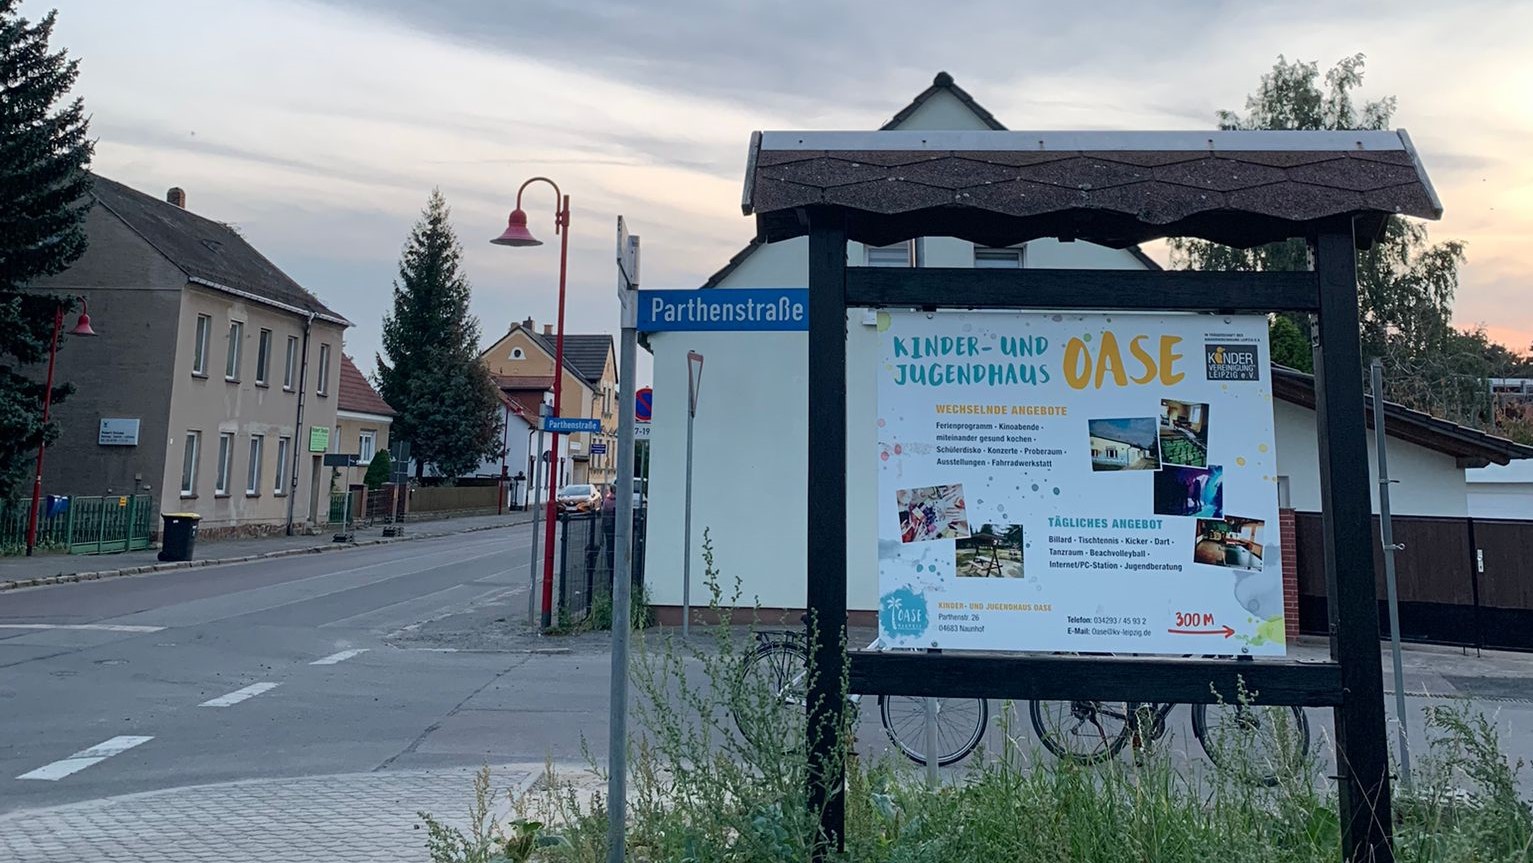 Parthenstraße
Parthenstraße
7-19
KINDER- UND
JUGENDHAUS
OASE
KINDER
VEREINIGUNG
LEIPZIG e.V.
WECHSELNDE ANGEBOTE
Ferienprogramm · Kinoabende ·
miteinander gesund kochen ·
Schülerdisko · Konzerte · Proberaum ·
Ausstellungen · Fahrradwerkstatt
TÄGLICHES ANGEBOT
Billard · Tischtennis · Kicker · Dart ·
Tanzraum · Beachvolleyball ·
Internet/PC-Station · Jugendberatung
OASE
KINDER- UND JUGENDHAUS OASE
Parthenstr. 26
04683 Naunhof
Telefon: 034293 / 45 93 2
E-Mail: Oase@kv-leipzig.de
300 M